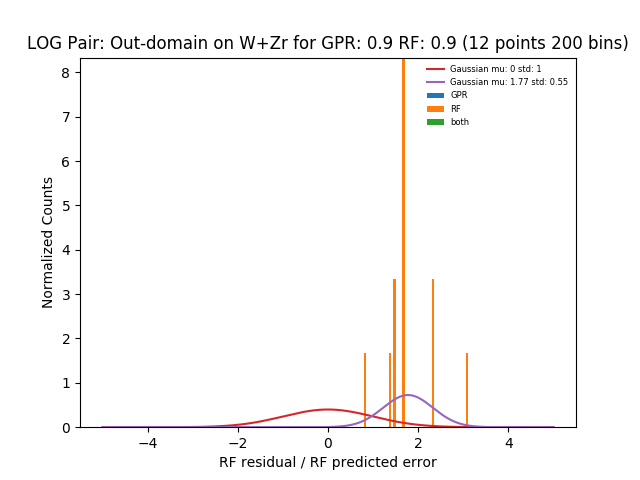 LOG Pair: Out-domain on W+Zr for GPR: 0.9 RF: 0.9 (12 points 200 bins)
Gaussian mu: 0 std: 1
Gaussian mu: 1.77 std: 0.55
GPR
RF
both
8
7
6
5
4
3
2
1
0
Normalized Counts
−4 −2 0 2 4
RF residual / RF predicted error